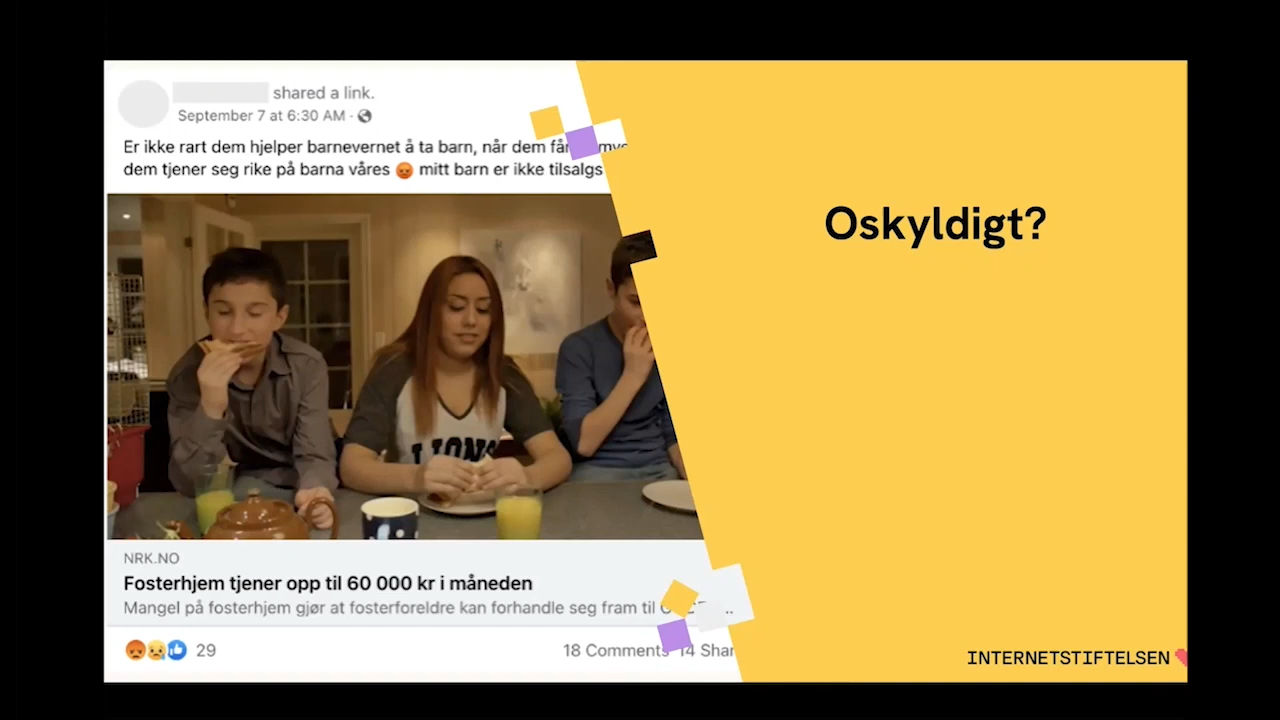 shared a link.
September 7 at 6:30 AM ·
Er ikke rart dem hjelper barnevernet å ta barn, når dem får
dem tjener seg rike på barna våres 😡 mitt barn er ikke tilsalgs
Oskyldigt?
LIONS
NRK.NO
Fosterhjem tjener opp til 60 000 kr i måneden
Mangel på fosterhjem gjør at fosterforeldre kan forhandle seg fram til
29
18 Comments 14 Shar
INTERNETSTIFTELSEN